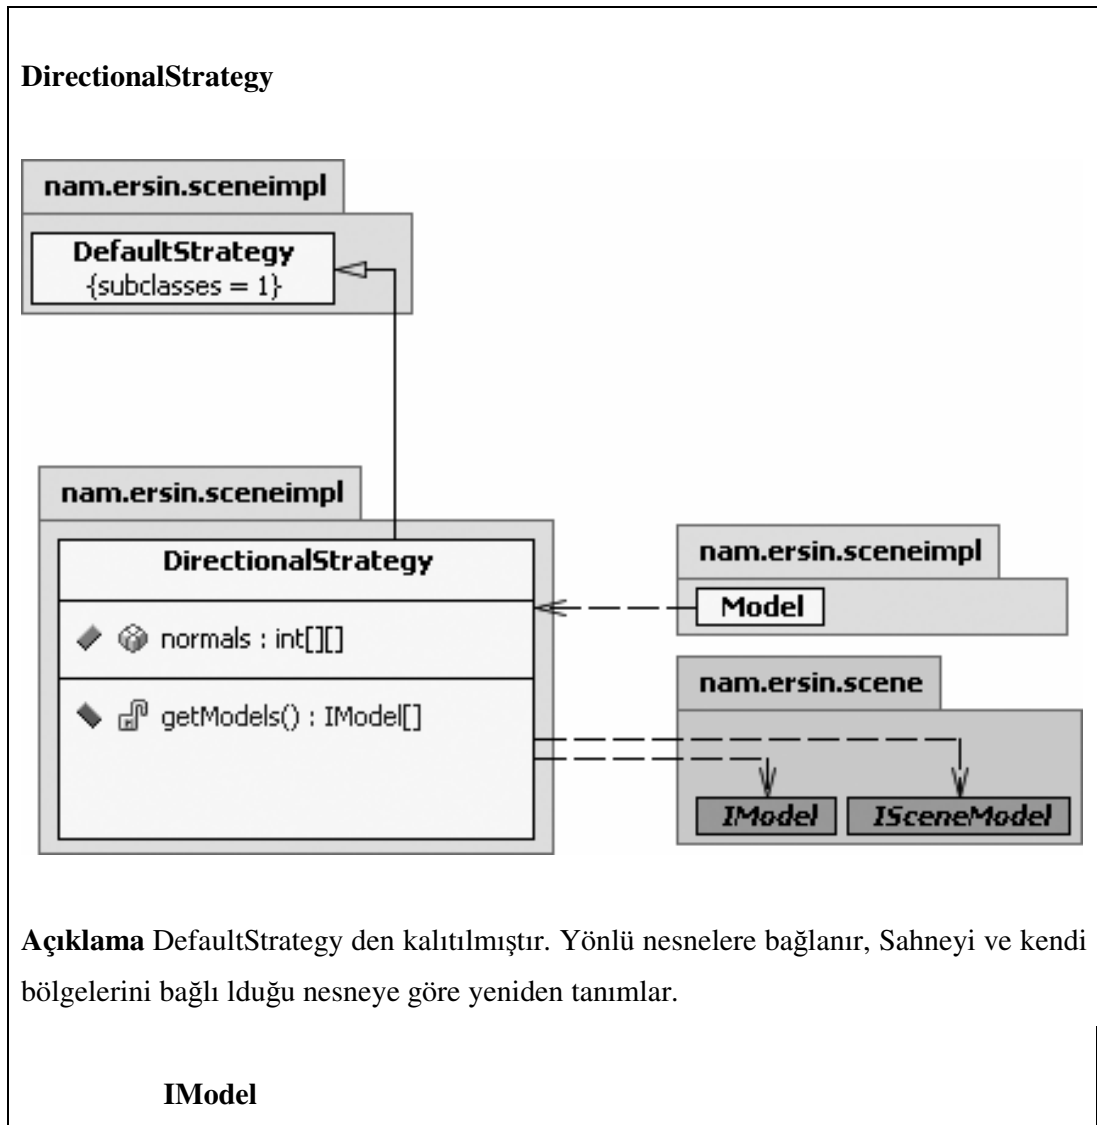 DirectionalStrategy
nam.ersin.sceneimpl
DefaultStrategy
{subclasses = 1}
nam.ersin.sceneimpl
DirectionalStrategy
normals : int[][]
getModels() : IModel[]
nam.ersin.sceneimpl
Model
nam.ersin.scene
IModel
ISceneModel
Açıklama DefaultStrategy den kalıtılmıştır. Yönlü nesnelere bağlanır, Sahneyi ve kendi
bölgelerini bağlı lduğu nesneye göre yeniden tanımlar.
IModel